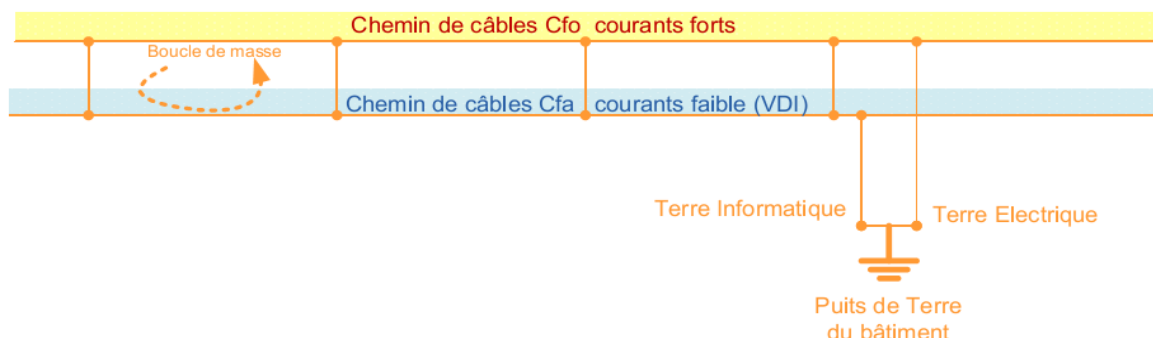 Chemin de câbles Cfo courants forts
Boucle de masse
Chemin de câbles Cfa courants faible (VDI)
Terre Informatique
Terre Electrique
Puits de Terre
du bâtiment